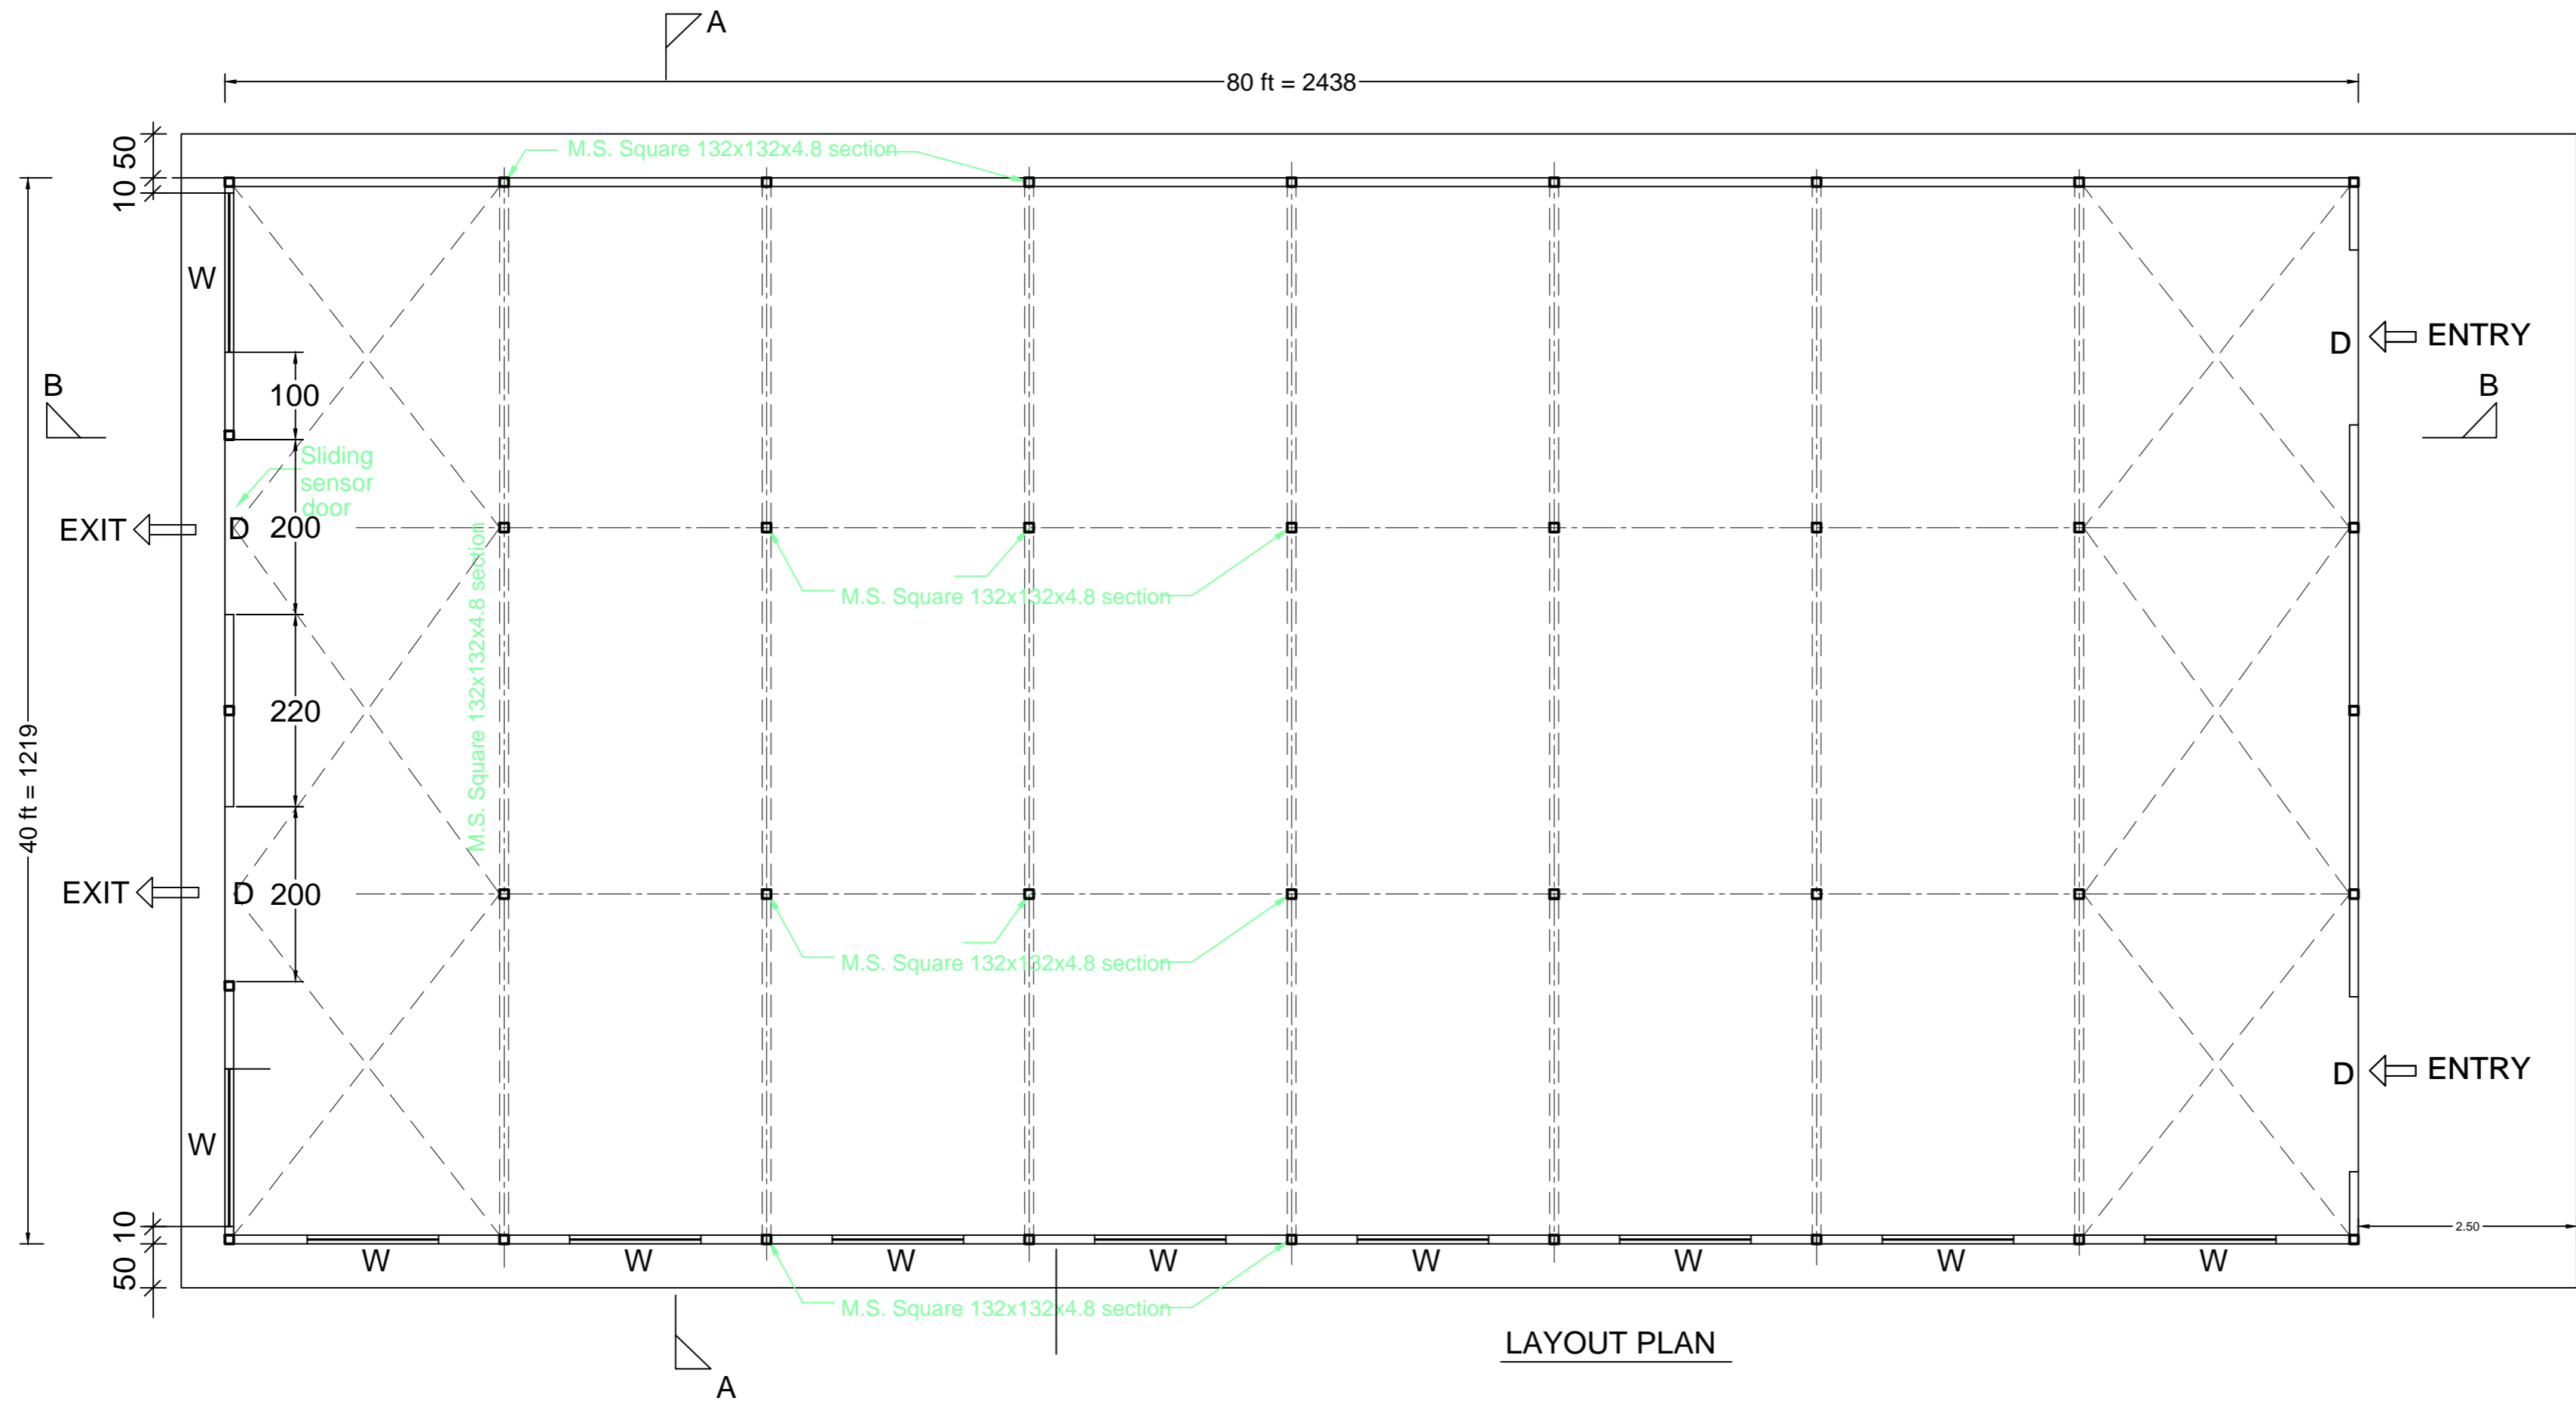 A
80 ft = 2438
50
M.S. Square 132x132x4.8 section
10
W
ENTRY
D
100
B
B
Sliding
sensor
door
EXIT
D
200
M.S. Square 132x132x4.8 section
M.S. Square 132x132x4.8 section
220
40 ft = 1219
EXIT
D
200
M.S. Square 132x132x4.8 section
D
ENTRY
W
10
2.50
50
W
W
W
W
W
W
W
W
M.S. Square 132x132x4.8 section
LAYOUT PLAN
A